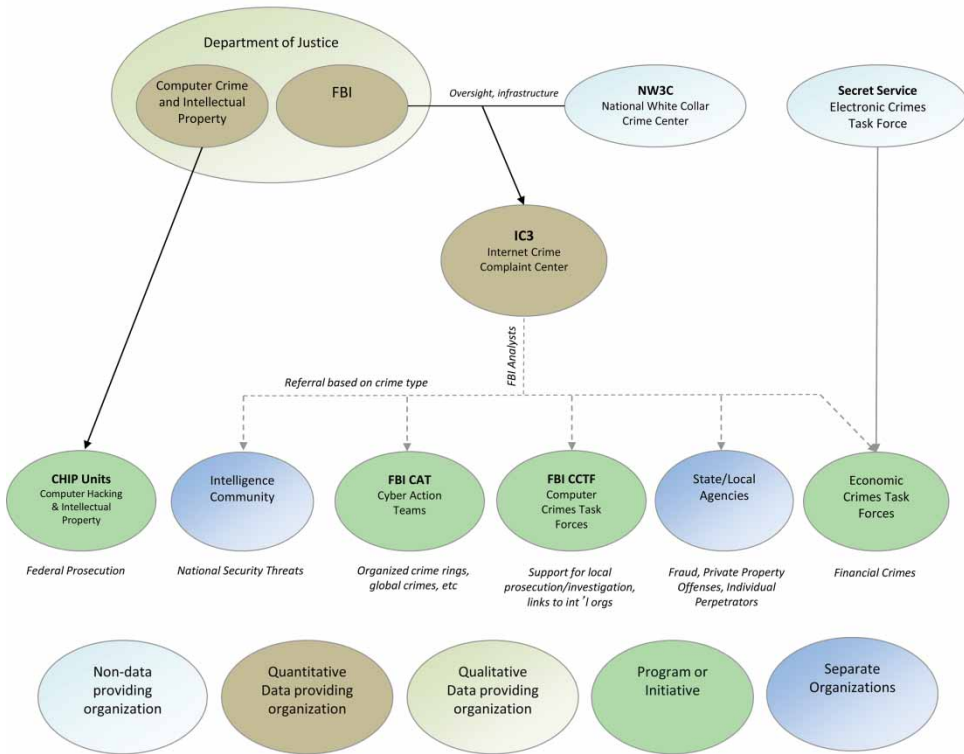 Department of Justice
Computer Crime
and Intellectual
Property
FBI
Oversight, infrastructure
NW3C
National White Collar
Crime Center
Secret Service
Electronic Crimes
Task Force
IC3
Internet Crime
Complaint Center
FBI Analysts
Referral based on crime type
CHIP Units
Computer Hacking
& Intellectual
Property
Intelligence
Community
FBI CAT
Cyber Action
Teams
FBI CCTF
Computer
Crimes Task
Forces
State/Local
Agencies
Economic
Crimes Task
Forces
Federal Prosecution
National Security Threats
Organized crime rings,
global crimes, etc
Support for local
prosecution/investigation,
links to int'l orgs
Fraud, Private Property
Offenses, Individual
Perpetrators
Financial Crimes
Non-data
providing
organization
Quantitative
Data providing
organization
Qualitative
Data providing
organization
Program or
Initiative
Separate
Organizations